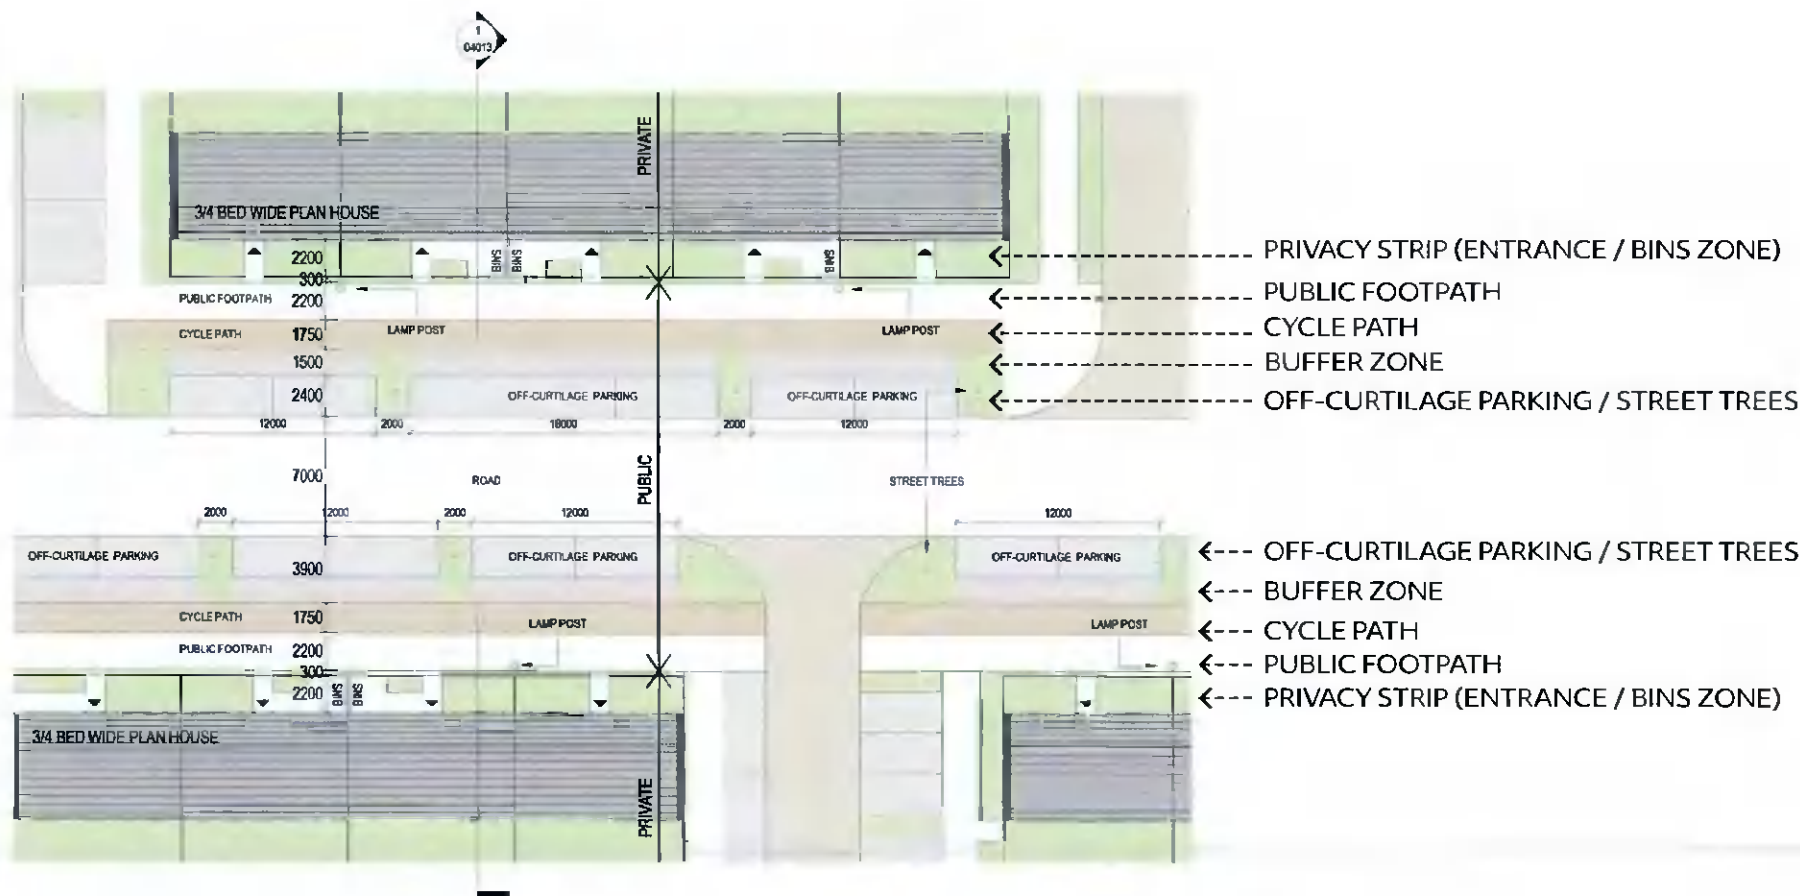 1
04013
PRIVATE
3/4 BED WIDE PLAN HOUSE
2200
BINS
BINS
BINS
PRIVACY STRIP (ENTRANCE / BINS ZONE)
300
PUBLIC FOOTPATH
2200
PUBLIC FOOTPATH
CYCLE PATH
1750
LAMP POST
LAMP POST
CYCLE PATH
1500
BUFFER ZONE
2400
OFF-CURTILAGE PARKING
OFF-CURTILAGE PARKING
OFF-CURTILAGE PARKING / STREET TREES
12000
2000
18000
2000
12000
7000
ROAD
PUBLIC
STREET TREES
2000
12000
2000
12000
12000
OFF-CURTILAGE PARKING
OFF-CURTILAGE PARKING
OFF-CURTILAGE PARKING
OFF-CURTILAGE PARKING / STREET TREES
3900
BUFFER ZONE
CYCLE PATH
1750
LAMP POST
LAMP POST
CYCLE PATH
PUBLIC FOOTPATH
2200
PUBLIC FOOTPATH
300
2200
BINS
BINS
PRIVACY STRIP (ENTRANCE / BINS ZONE)
3/4 BED WIDE PLAN HOUSE
PRIVATE